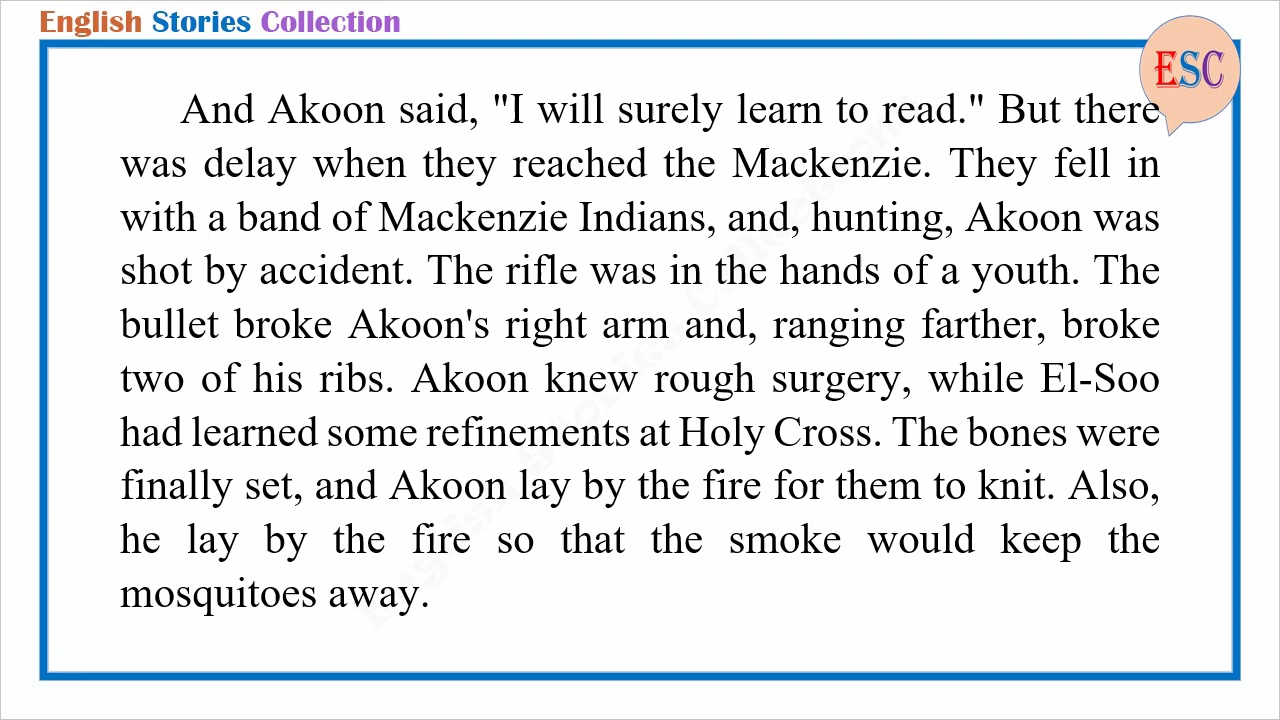 English Stories Collection
ESC
And Akoon said, "I will surely learn to read." But there
was delay when they reached the Mackenzie. They fell in
with a band of Mackenzie Indians, and, hunting, Akoon was
shot by accident. The rifle was in the hands of a youth. The
bullet broke Akoon's right arm and, ranging farther, broke
two of his ribs. Akoon knew rough surgery, while El-Soo
had learned some refinements at Holy Cross. The bones were
finally set, and Akoon lay by the fire for them to knit. Also,
he lay by the fire so that the smoke would keep the
mosquitoes away.
English Stories Collection